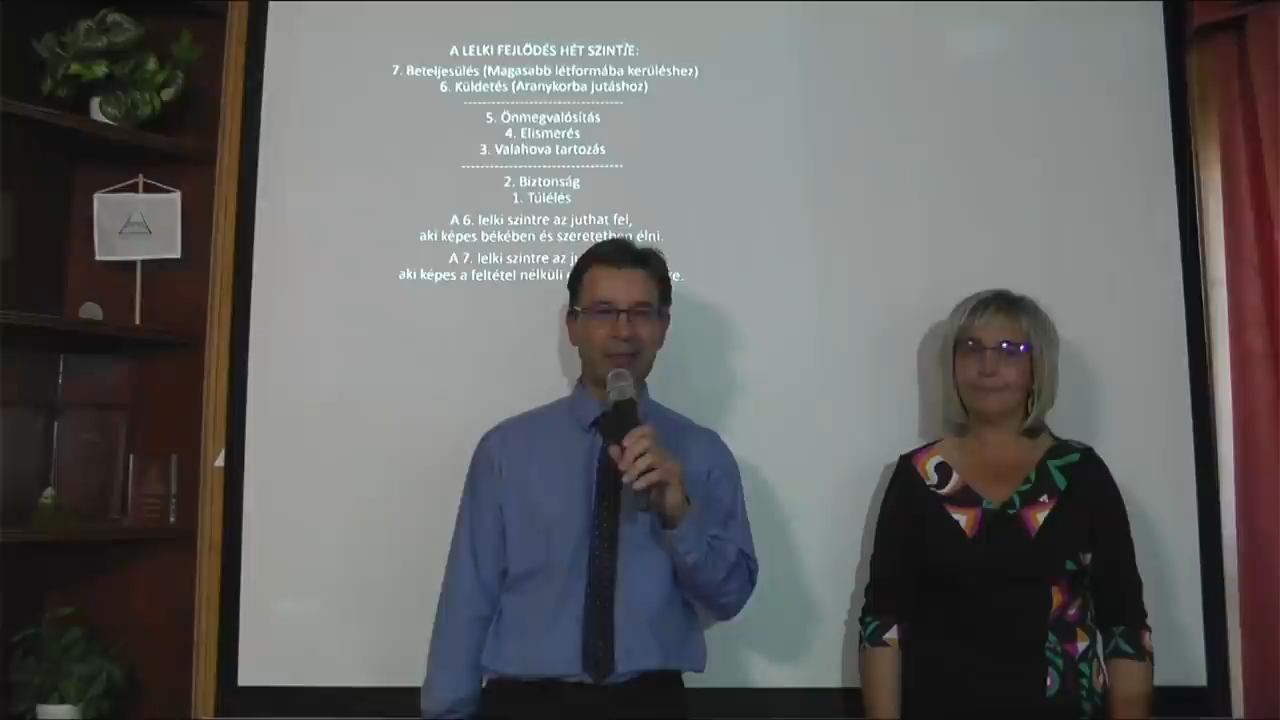 A LELKI FEJLŐDÉS HÉT SZINTJE:
7. Beteljesülés (Magasabb létformába kerüléshez)
6. Küldetés (Aranykorba jutáshoz)
-----------------------------
5. Önmegvalósítás
4. Elismerés
3. Valahova tartozás
-----------------------------
2. Biztonság
1. Túlélés
A 6. lelki szintre az juthat fel,
aki képes békében és szeretetben élni.
A 7. lelki szintre az
aki képes a feltétel nélküli